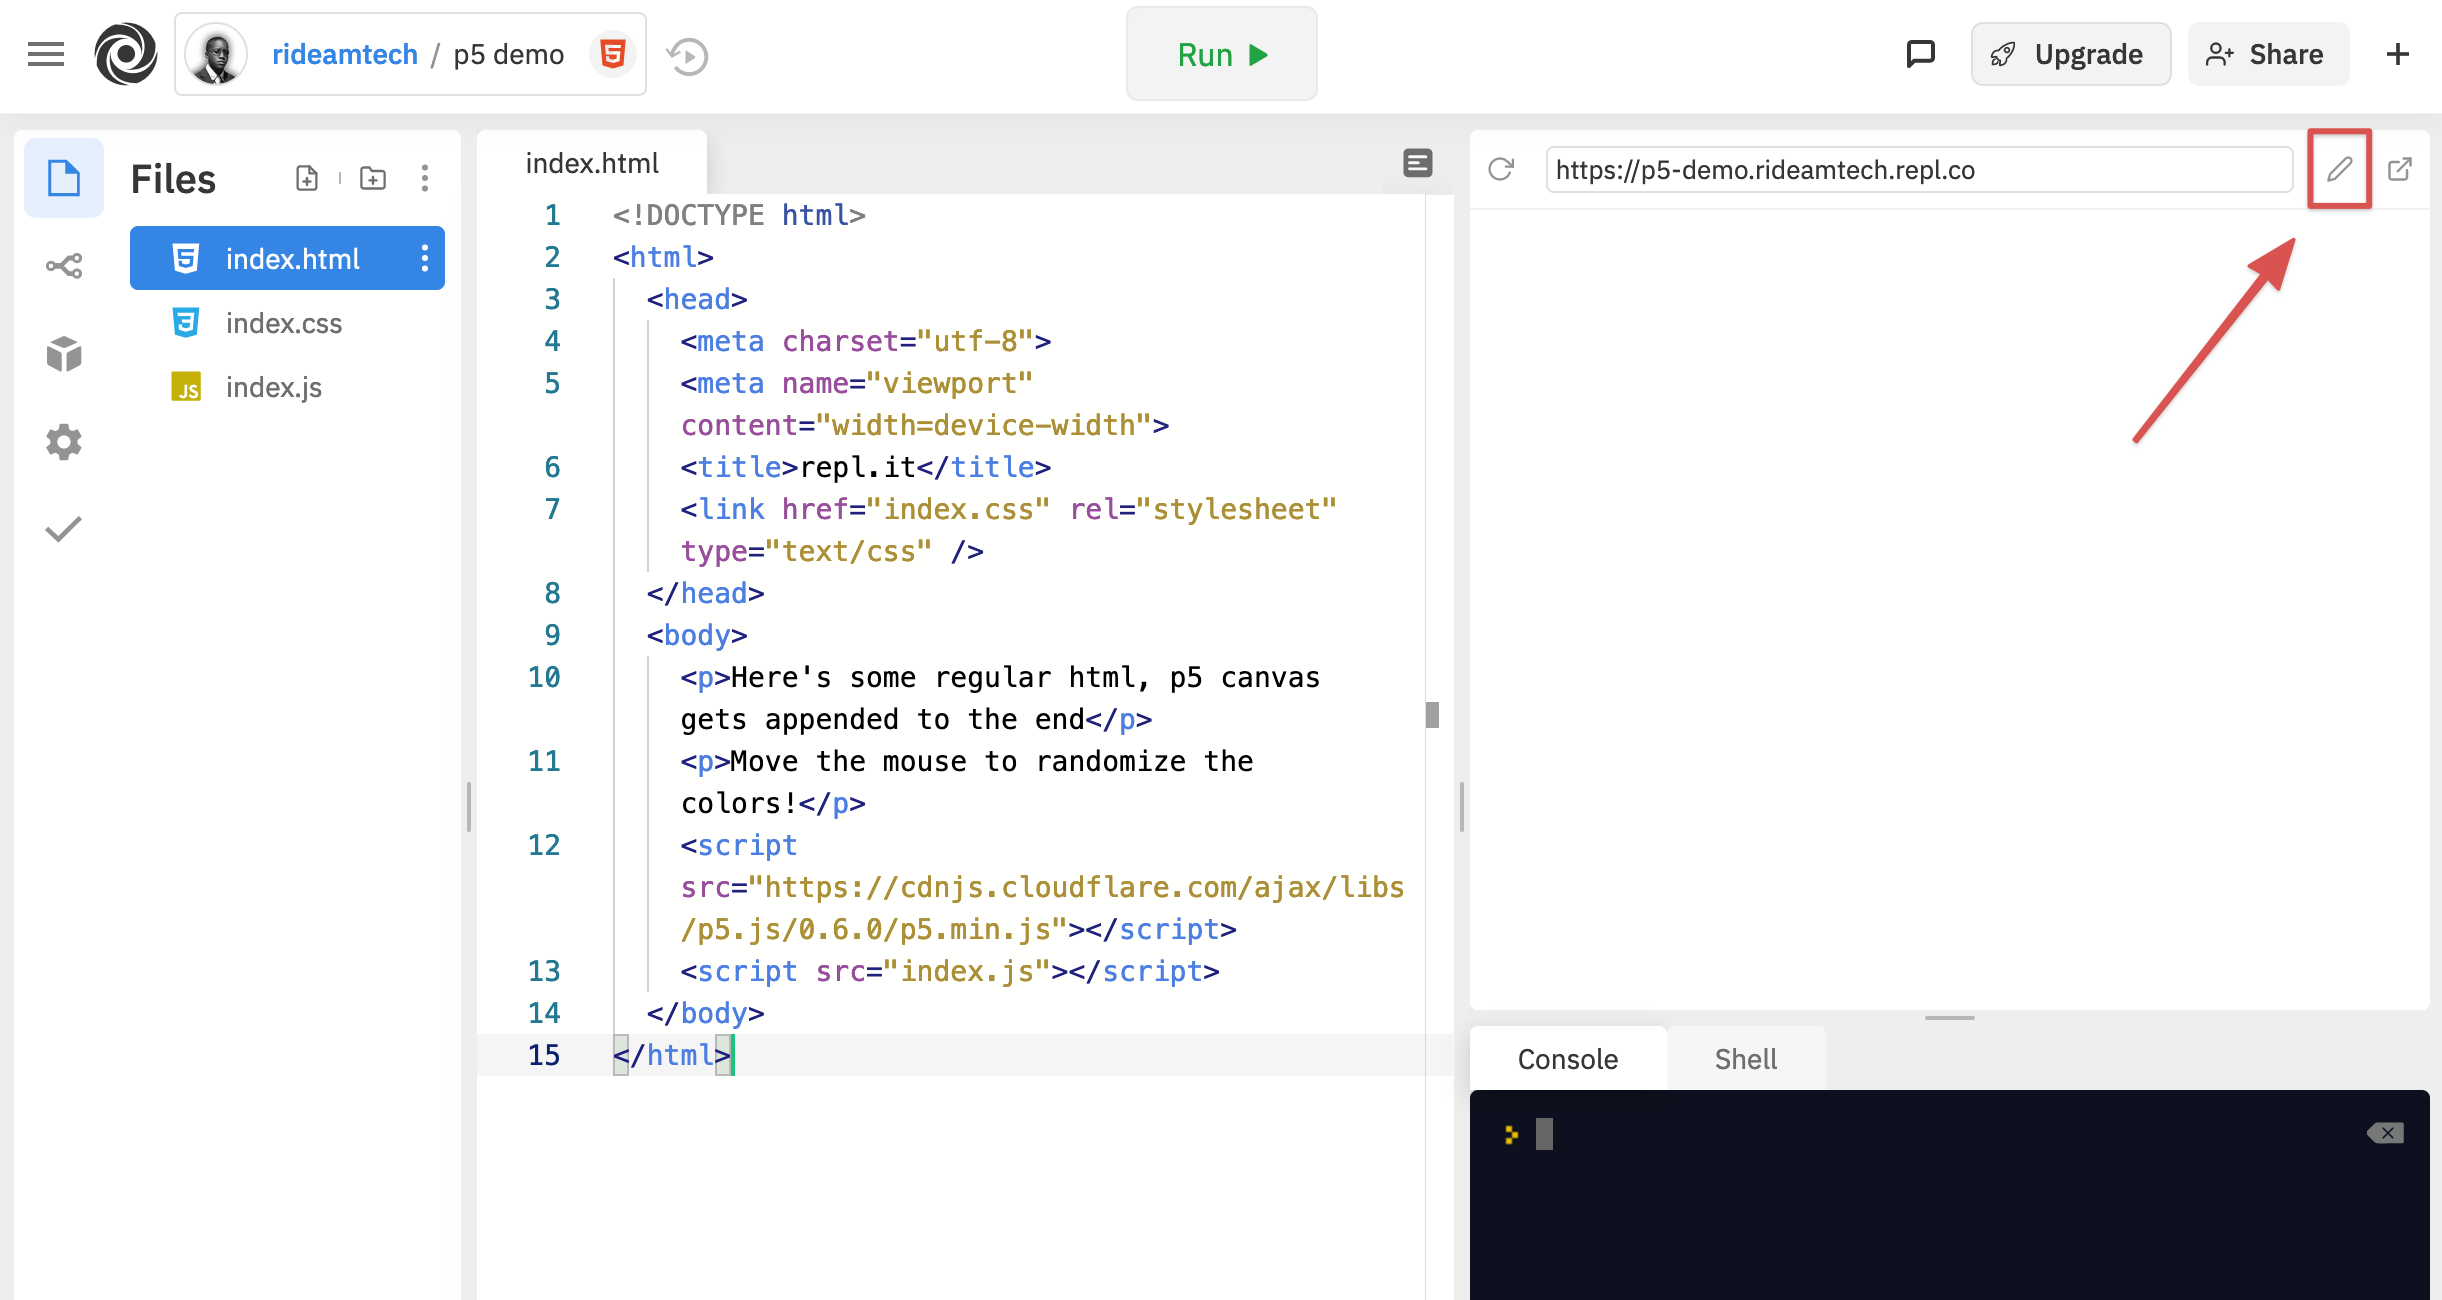 rideamtech / p5 demo
Run
Upgrade
Share
Files
index.html
index.css
JS index.js
index.html
1 <!DOCTYPE html>
2 <html>
3 <head>
4 <meta charset="utf-8">
5 <meta name="viewport"
content="width=device-width">
6 <title>repl.it</title>
7 <link href="index.css" rel="stylesheet"
type="text/css" />
8 </head>
9 <body>
10 <p>Here's some regular html, p5 canvas
gets appended to the end</p>
11 <p>Move the mouse to randomize the
colors!</p>
12 <script
src="https://cdnjs.cloudflare.com/ajax/libs
/p5.js/0.6.0/p5.min.js"></script>
13 <script src="index.js"></script>
14 </body>
15 </html>
https://p5-demo.rideamtech.repl.co
Console
Shell